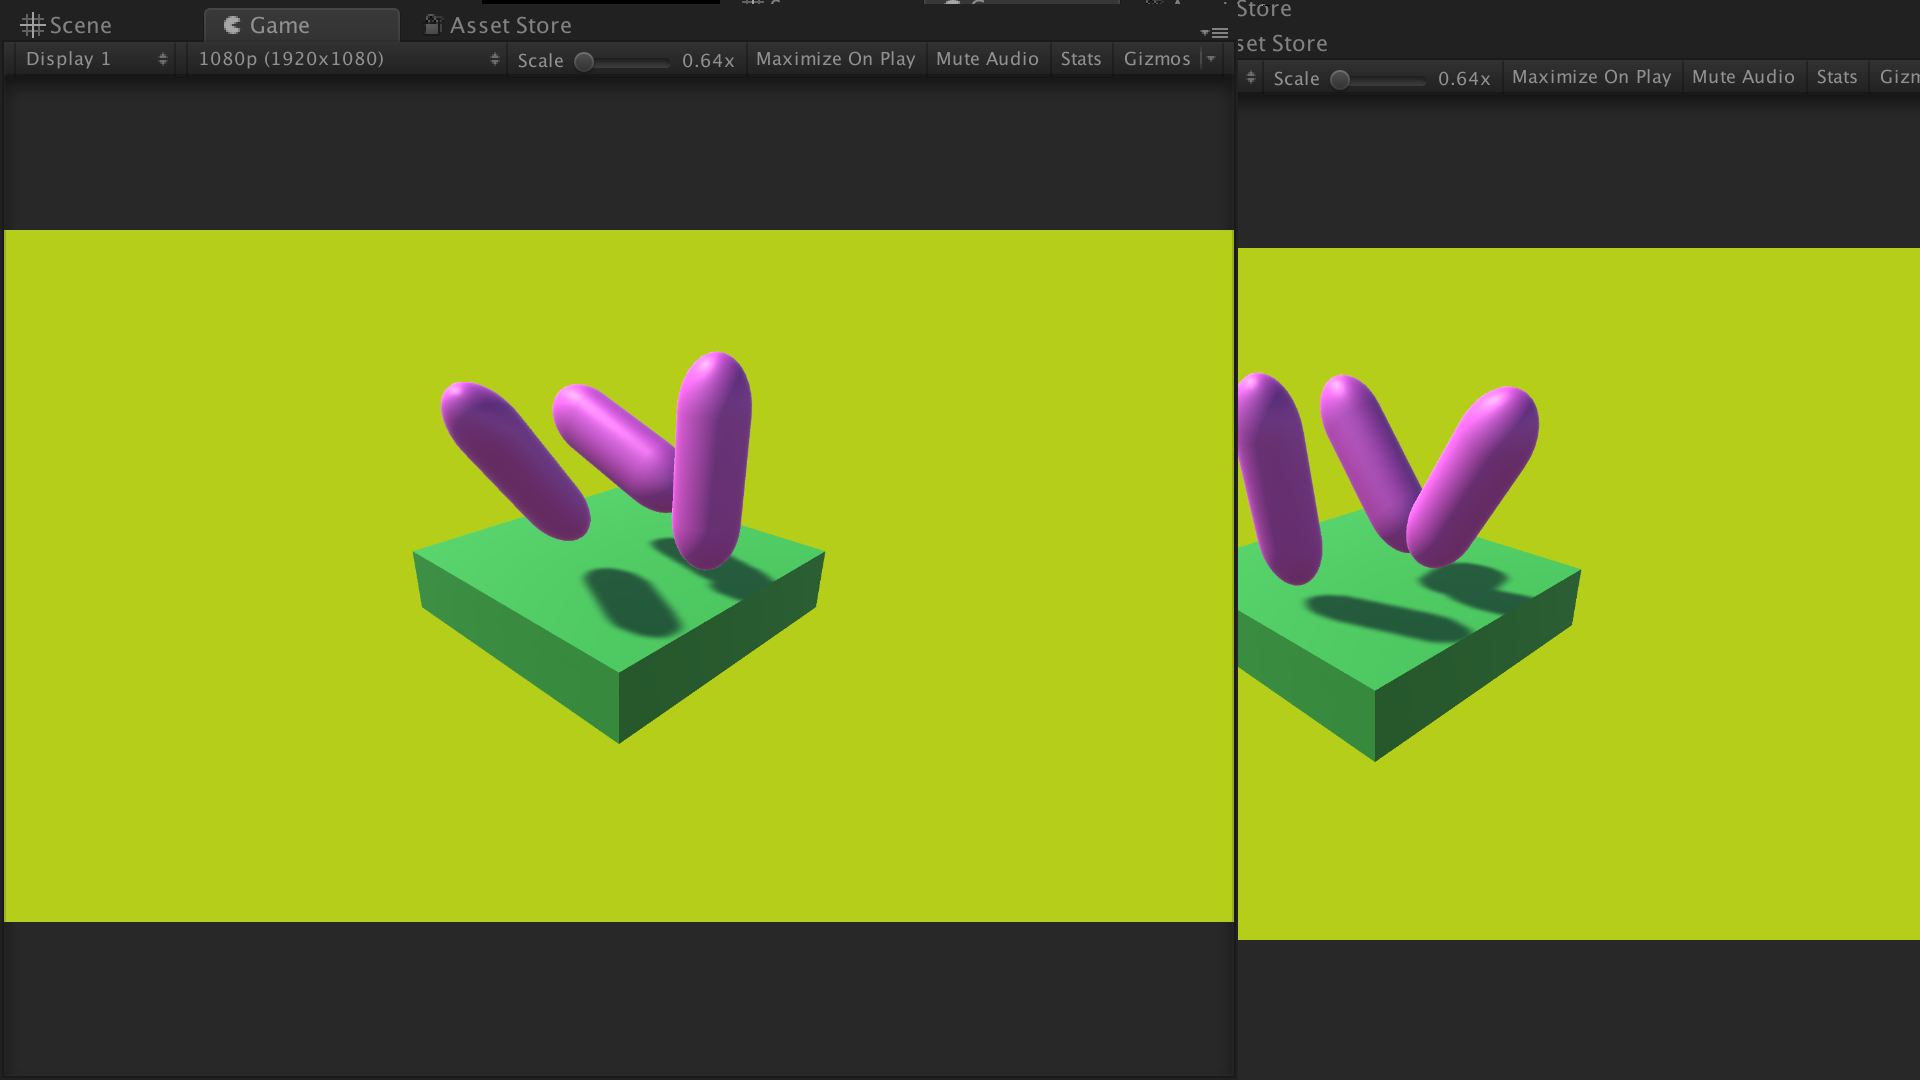 Store
Scene Game Asset Store
set Store
Display 1 1080p (1920x1080) Scale 0.64x Maximize On Play Mute Audio Stats Gizmos
Scale 0.64x Maximize On Play Mute Audio Stats